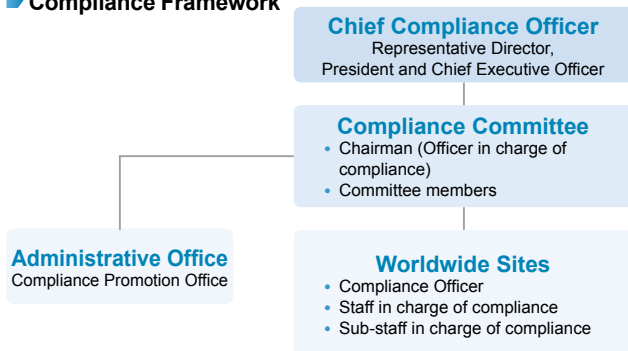 Compliance Framework
Chief Compliance Officer
Representative Director,
President and Chief Executive Officer
Compliance Committee
• Chairman (Officer in charge of
compliance)
• Committee members
Administrative Office
Compliance Promotion Office
Worldwide Sites
• Compliance Officer
• Staff in charge of compliance
• Sub-staff in charge of compliance